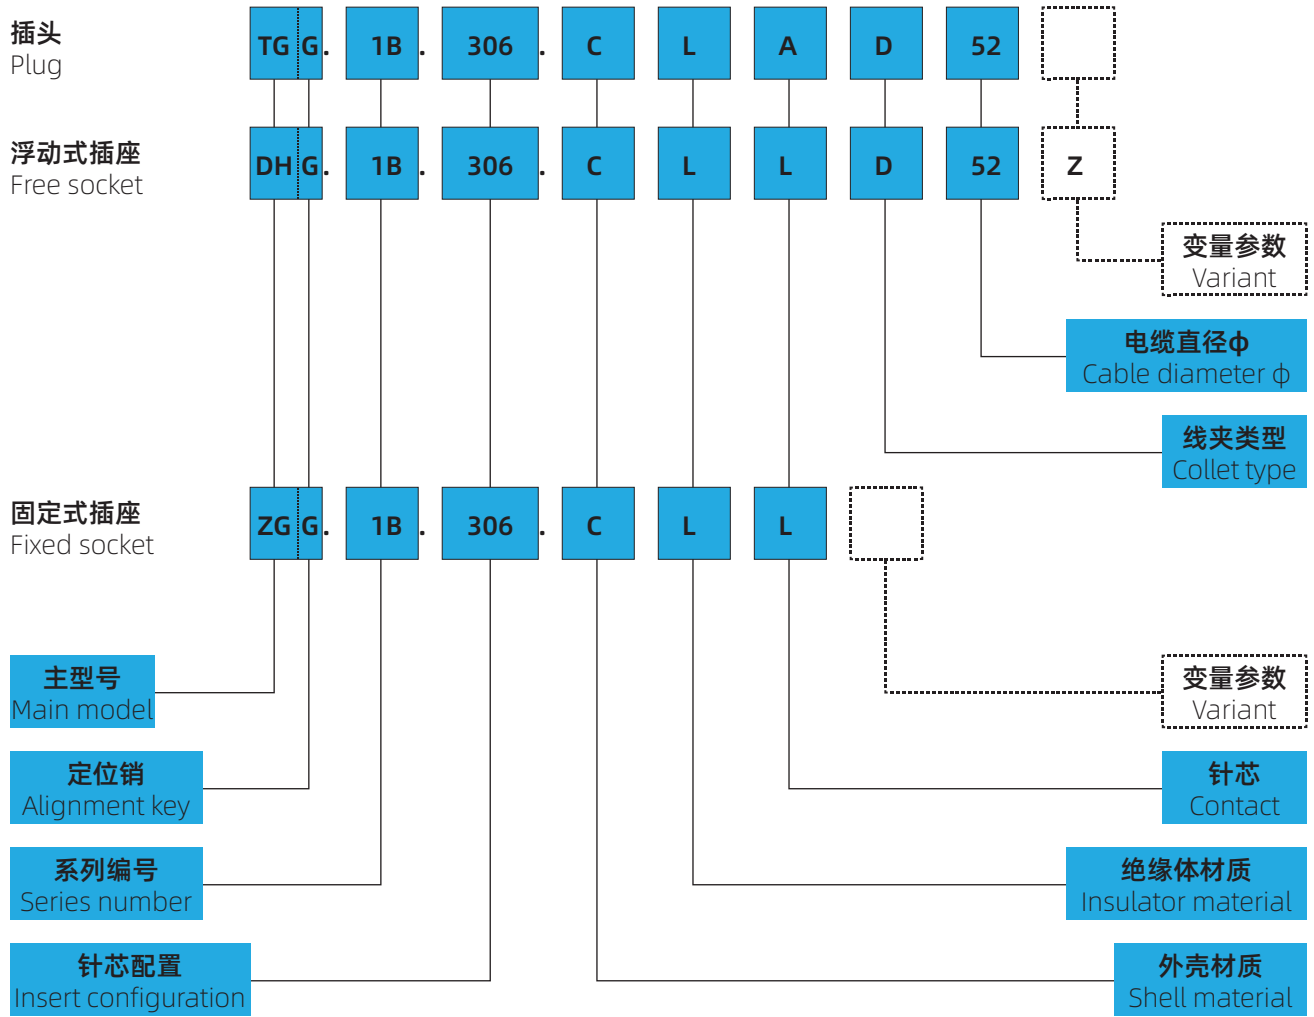 插头
Plug
TG G. 1B. 306. C L A D 52
浮动式插座
Free socket
DH G. 1B. 306. C L L D 52 Z
变量参数
Variant
电缆直径φ
Cable diameter φ
线夹类型
Collet type
固定式插座
Fixed socket
ZG G. 1B. 306. C L L
主型号
Main model
变量参数
Variant
定位销
Alignment key
针芯
Contact
系列编号
Series number
绝缘体材质
Insulator material
针芯配置
Insert configuration
外壳材质
Shell material